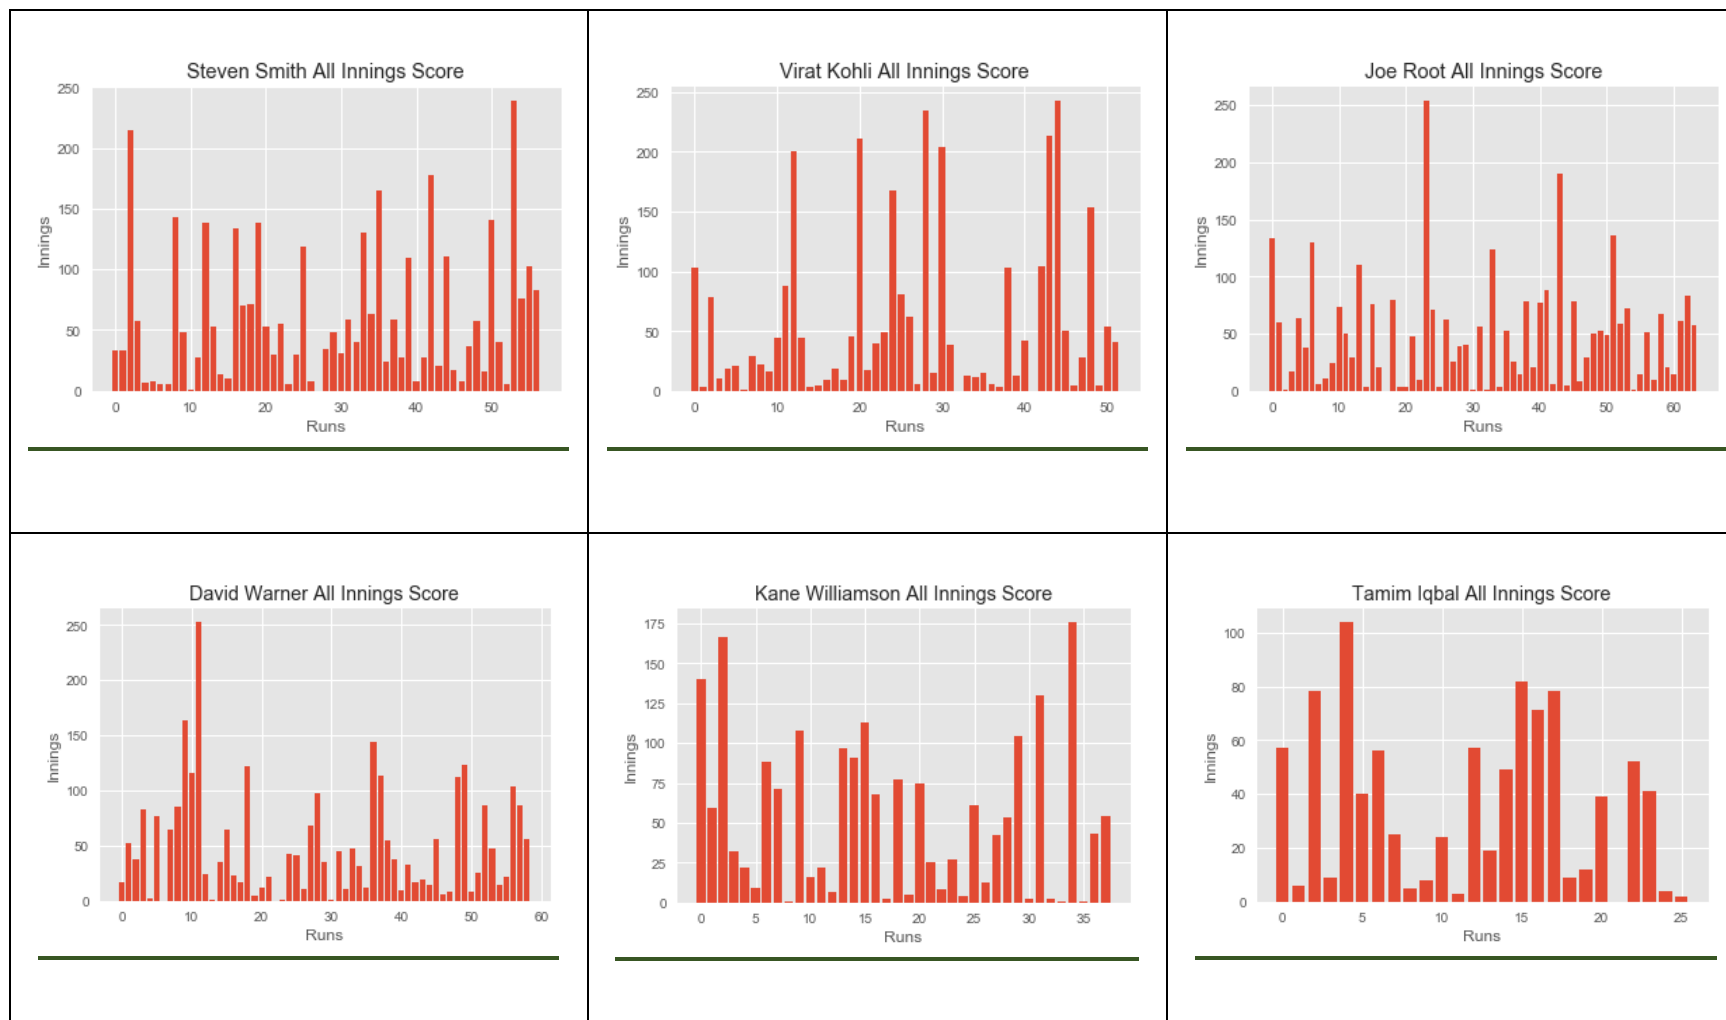 Steven Smith All Innings Score
250
200
150
100
50
0
Innings
0 10 20 30 40 50
Runs
Virat Kohli All Innings Score
250
200
150
100
50
0
Innings
0 10 20 30 40 50
Runs
Joe Root All Innings Score
250
200
150
100
50
0
Innings
0 10 20 30 40 50 60
Runs
David Warner All Innings Score
250
200
150
100
50
0
Innings
0 10 20 30 40 50 60
Runs
Kane Williamson All Innings Score
175
150
125
100
75
50
25
0
Innings
0 5 10 15 20 25 30 35
Runs
Tamim Iqbal All Innings Score
100
80
60
40
20
0
Innings
0 5 10 15 20 25
Runs